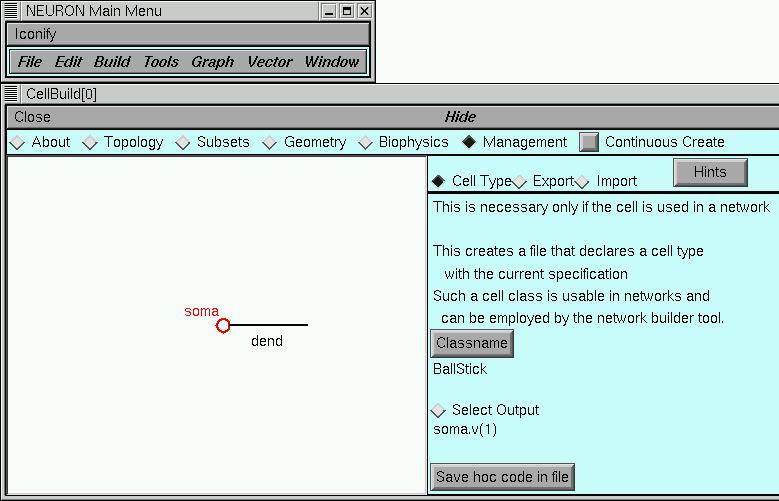 NEURON Main Menu
Iconify
File Edit Build Tools Graph Vector Window
CellBuild[0]
Close Hide
About Topology Subsets Geometry Biophysics Management Continuous Create
Cell Type Export Import Hints
This is necessary only if the cell is used in a network
This creates a file that declares a cell type
with the current specification
Such a cell class is usable in networks and
can be employed by the network builder tool.
soma
dend
Classname
BallStick
Select Output
soma.v(1)
Save hoc code in file